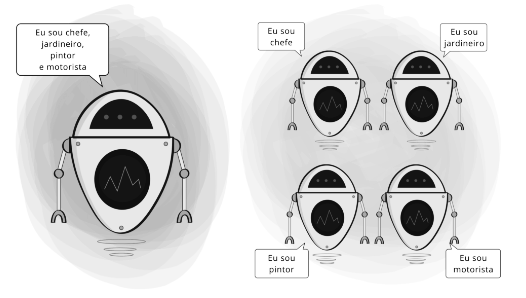 Eu sou chefe,
jardineiro,
pintor
e motorista
Eu sou
chefe
Eu sou
jardineiro
Eu sou
pintor
Eu sou
motorista